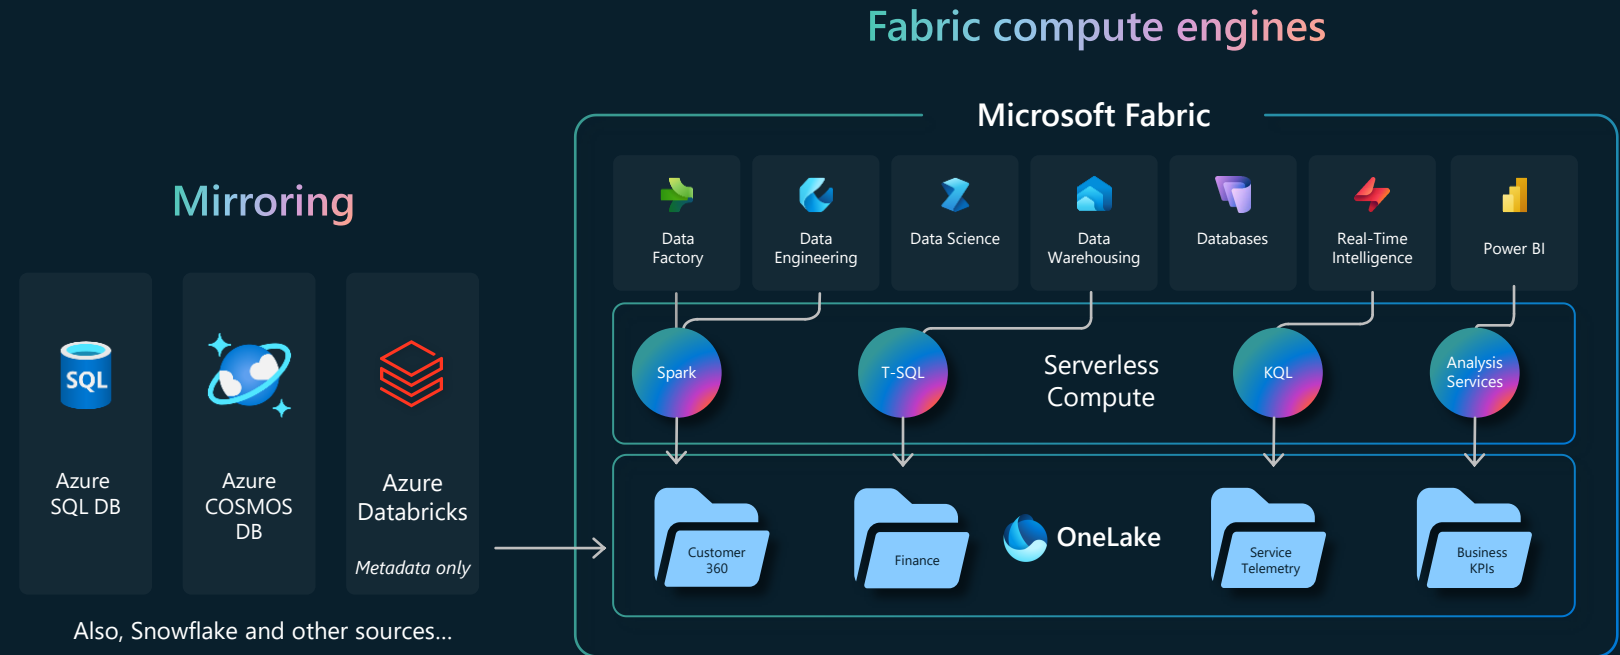 Fabric compute engines
Microsoft Fabric
Mirroring
Data
Factory
Data
Engineering
Data Science
Data
Warehousing
Databases
Real-Time
Intelligence
Power BI
SQL
Azure
SQL DB
Azure
COSMOS
DB
Azure
Databricks
Metadata only
Also, Snowflake and other sources...
Spark
T-SQL
Serverless
Compute
KQL
Analysis
Services
Customer
360
Finance
OneLake
Service
Telemetry
Business
KPIs